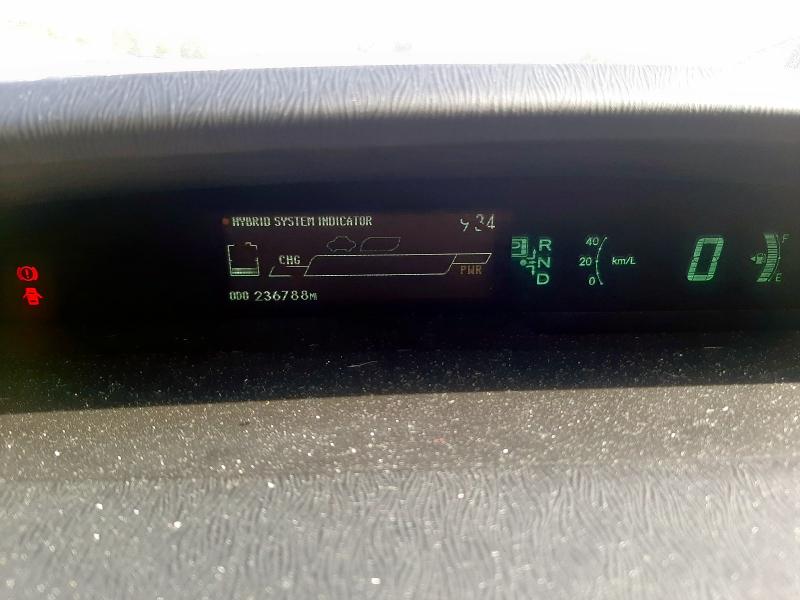 HYBRID SYSTEM INDICATOR
9:34
CHG
PWR
ODO 236788MI
P
R
N
D
40
20
0
km/L
0
F
E